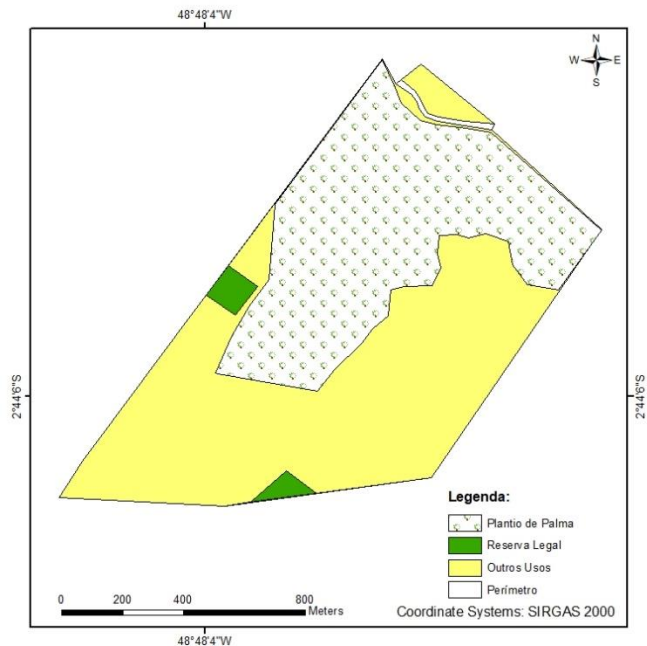 48°48'4"W
N
W E
S
2°44'6"S
2°44'6"S
Legenda:
Plantio de Palma
Reserva Legal
Outros Usos
Perímetro
0 200 400 800
Meters
Coordinate Systems: SIRGAS 2000
48°48'4"W